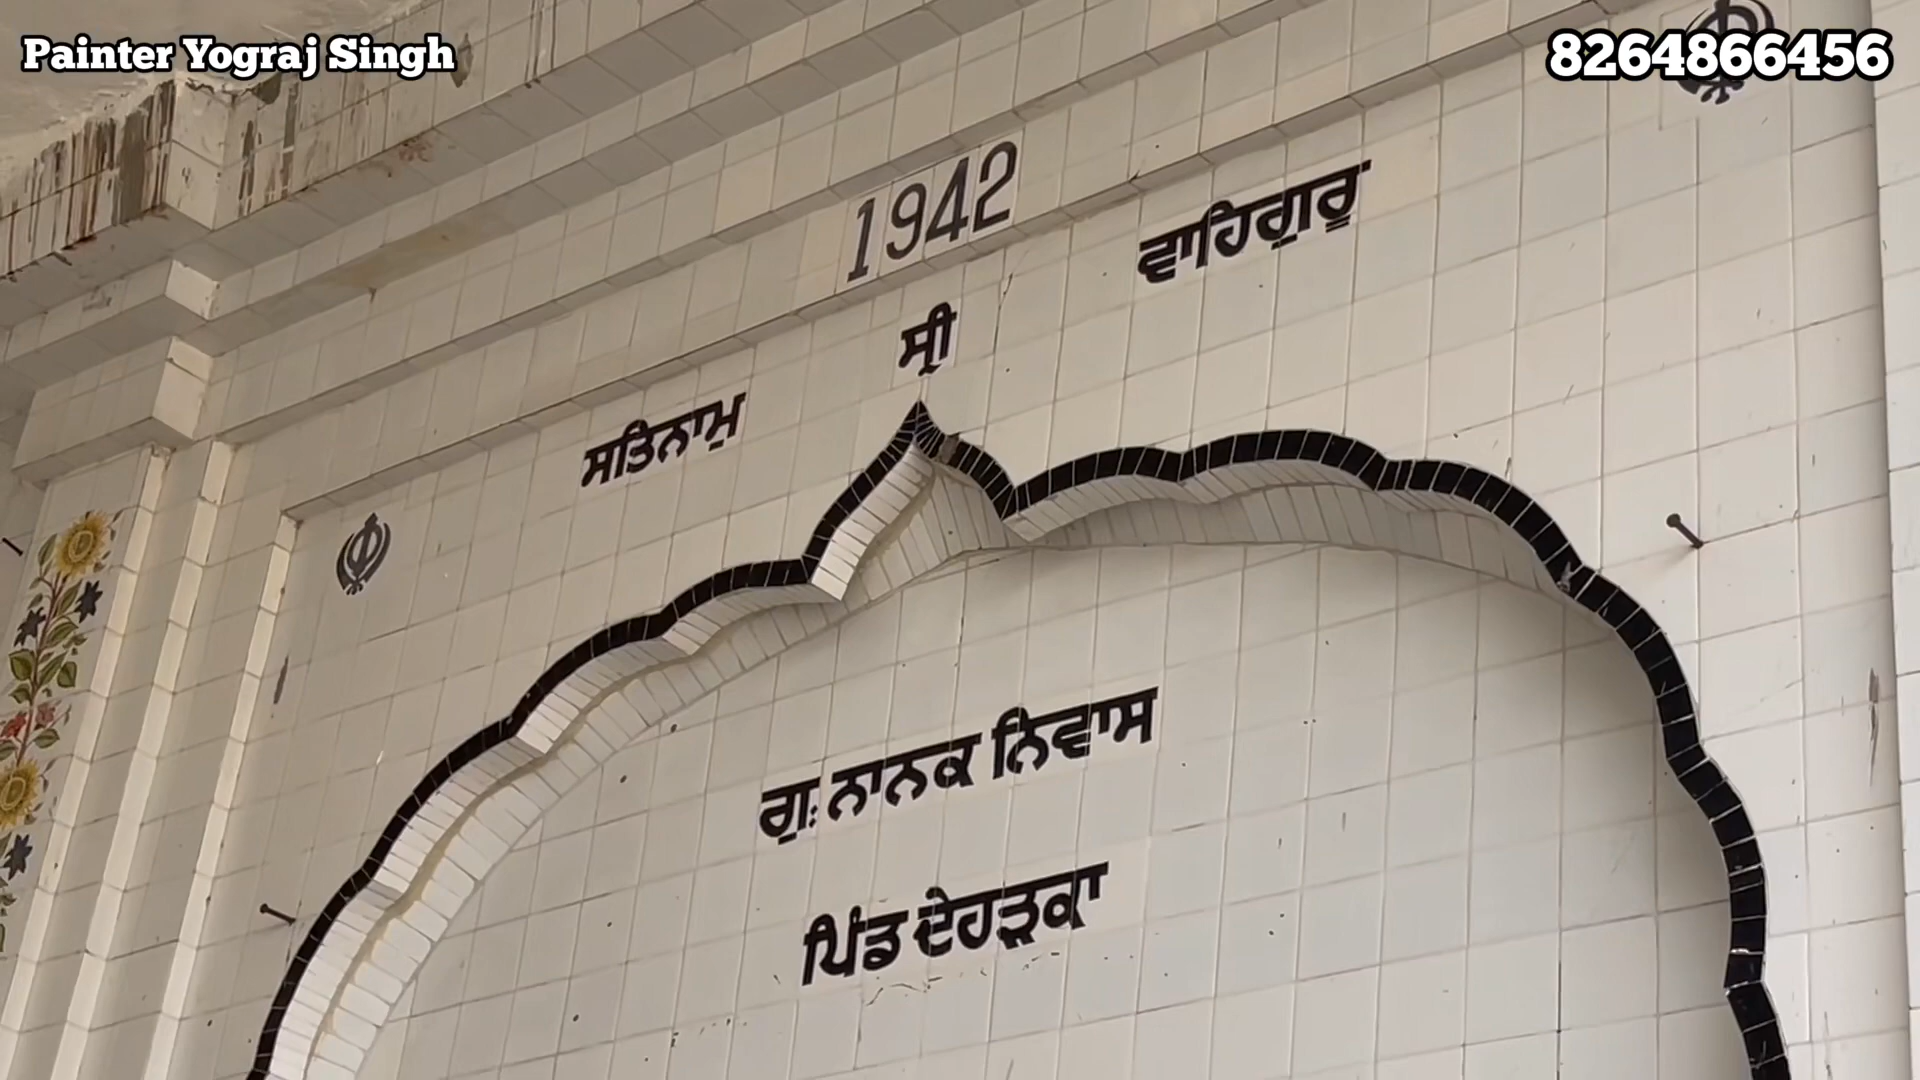 Painter Yograj Singh
8264866456
1942
ਸਤਿਨਾਮੁ ਸ੍ਰੀ ਵਾਹਿਗੁਰੂ
ਗੁਃ ਨਾਨਕ ਨਿਵਾਸ
ਪਿੰਡ ਦੇਹੜਕਾ